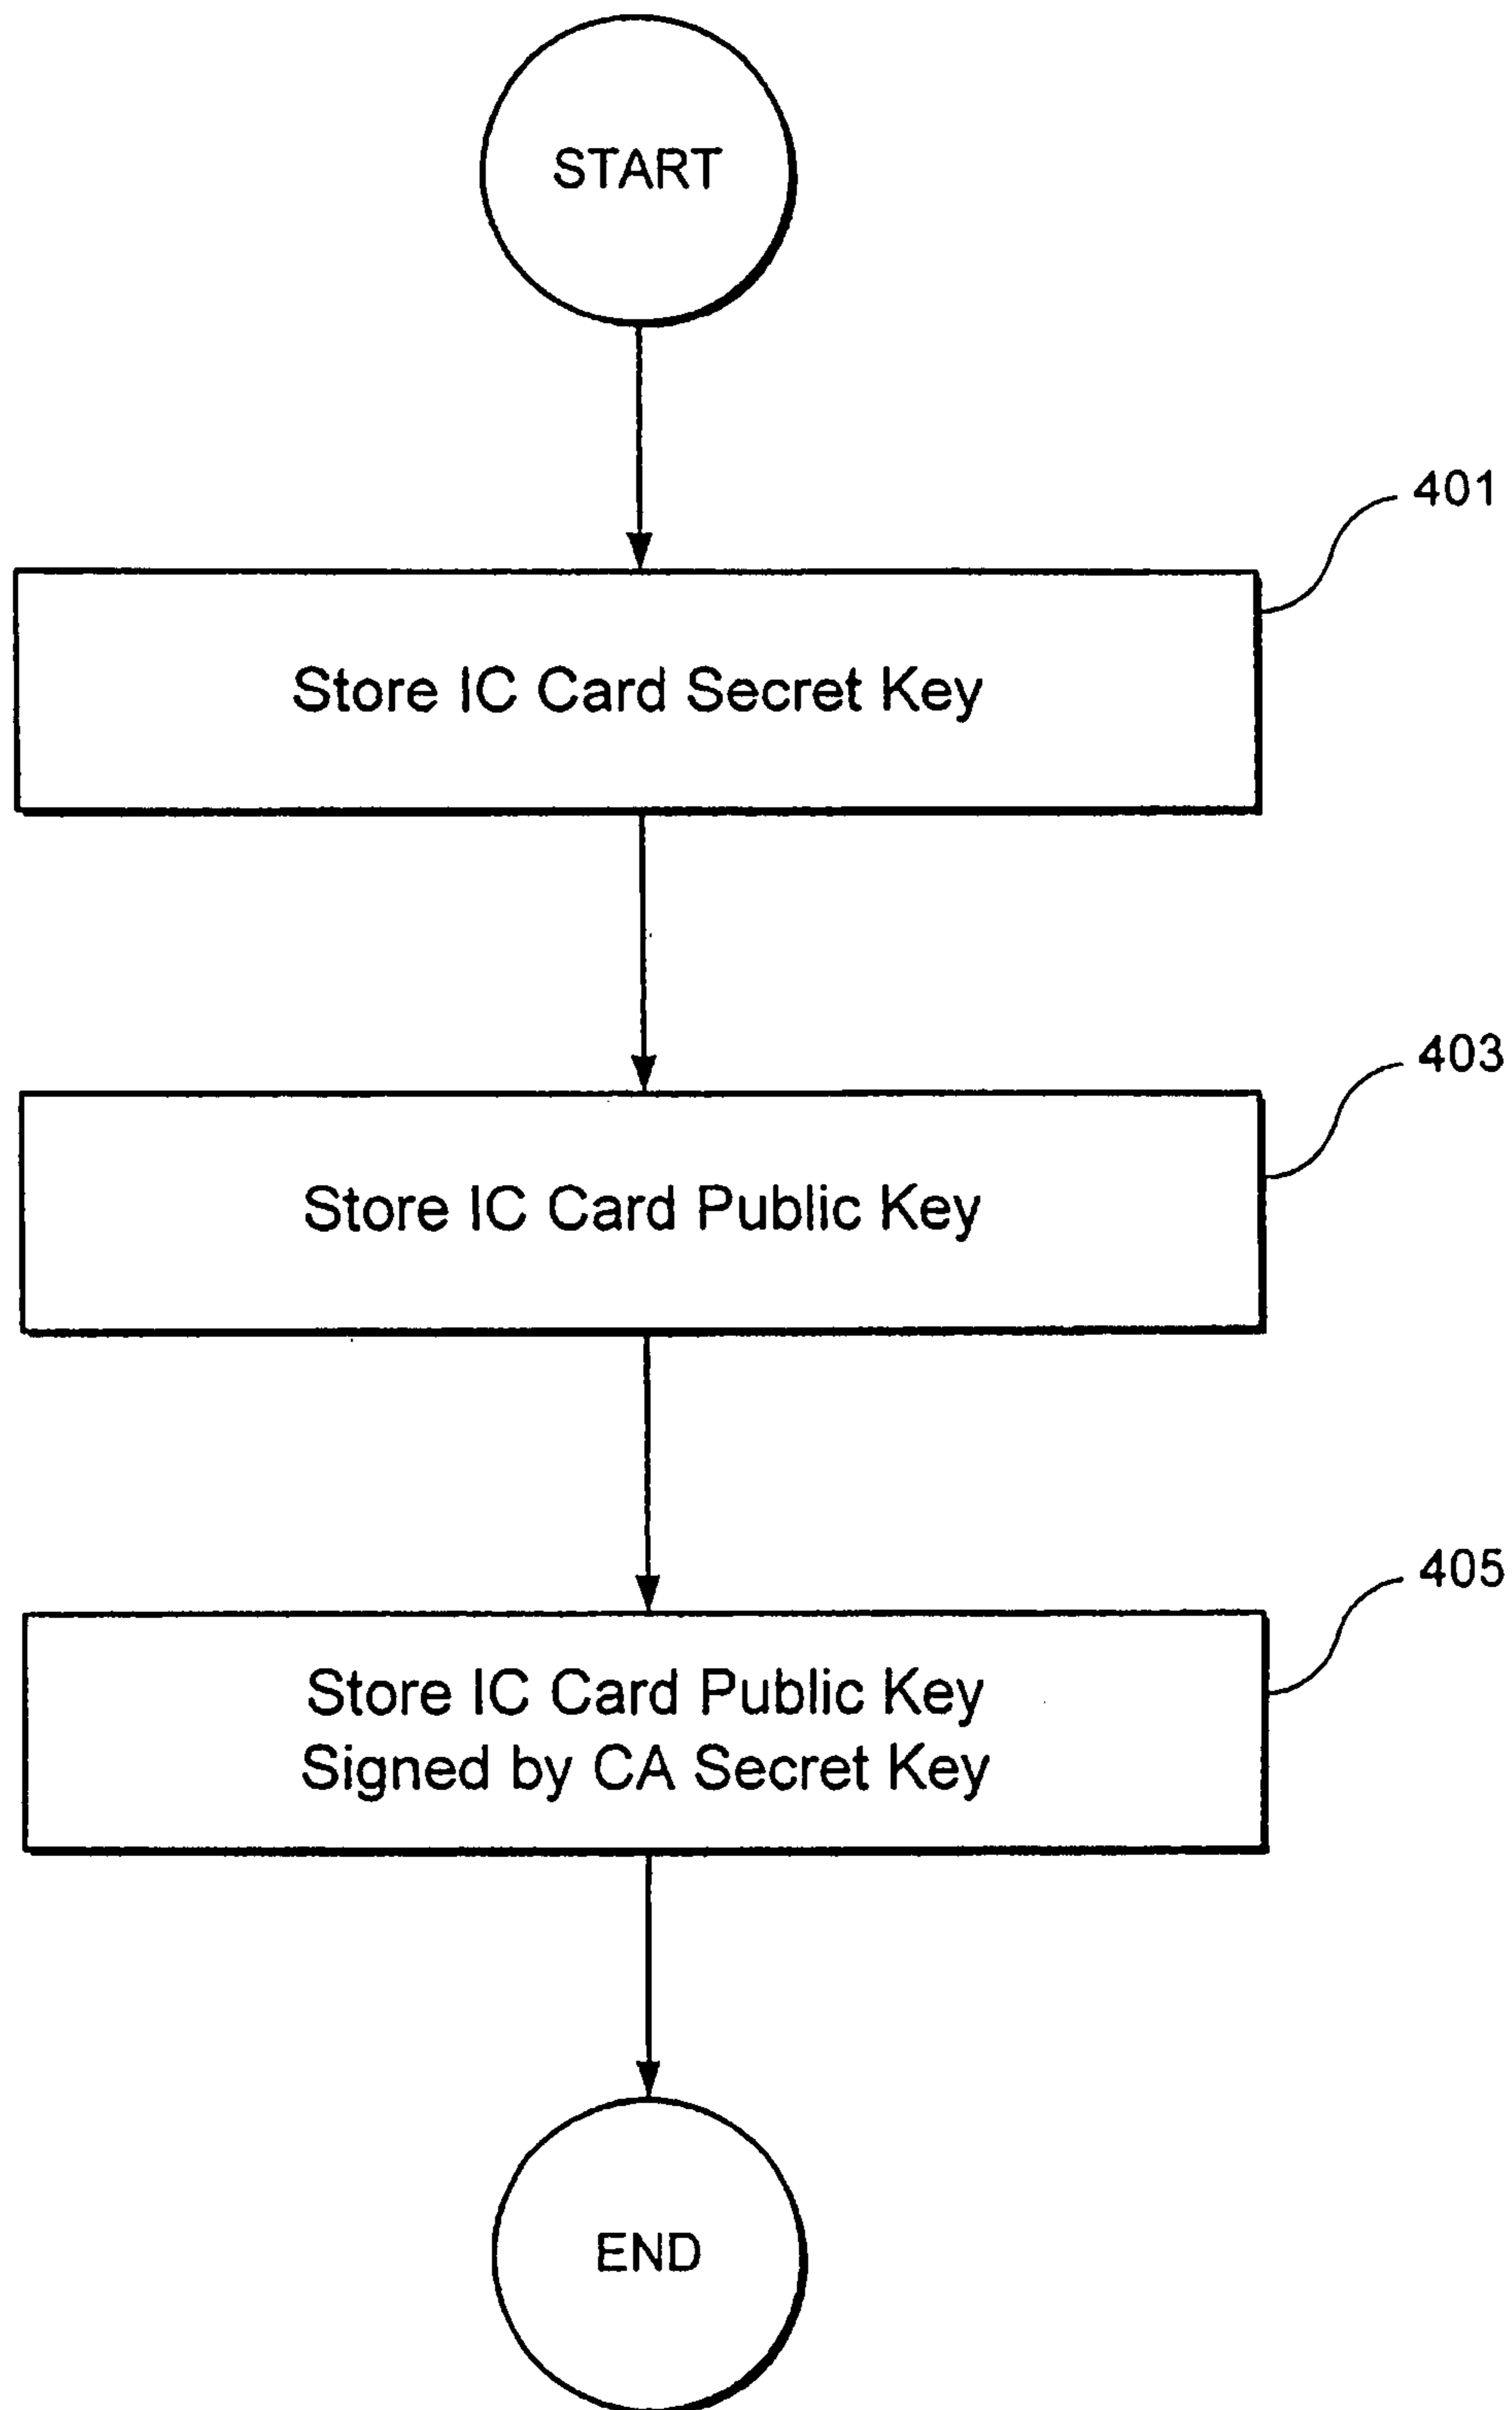 START
401
Store IC Card Secret Key
403
Store IC Card Public Key
405
Store IC Card Public Key
Signed by CA Secret Key
END